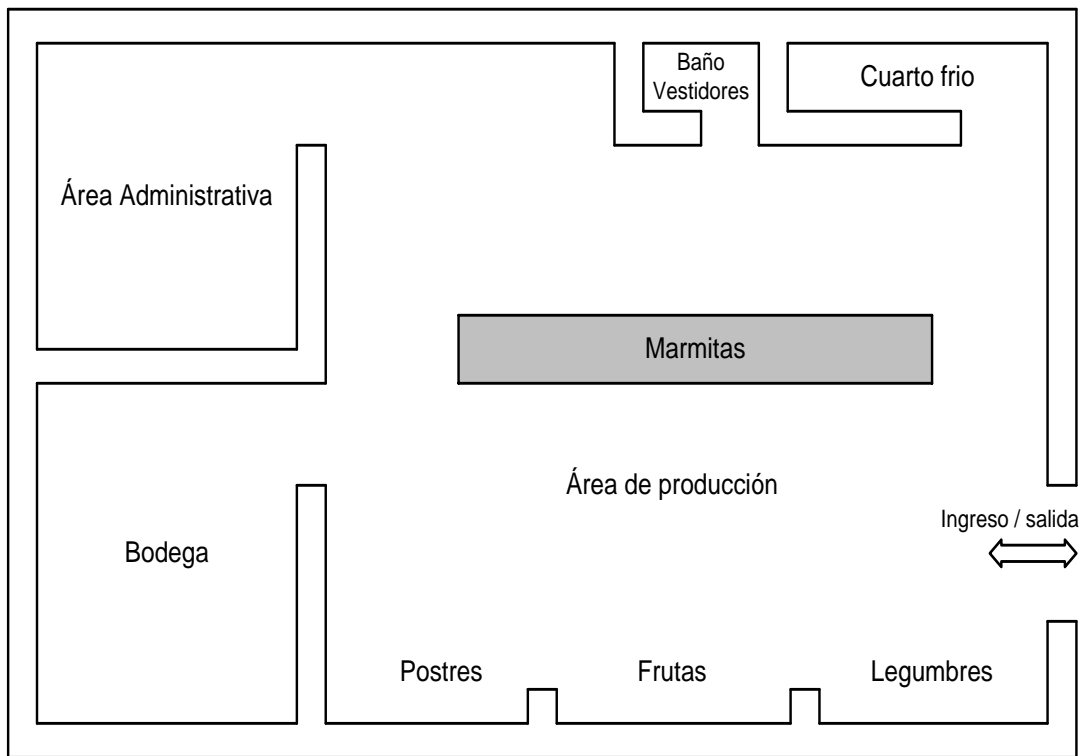 Baño
Vestidores
Cuarto frio
Área Administrativa
Marmitas
Área de producción
Ingreso / salida
Bodega
Postres
Frutas
Legumbres